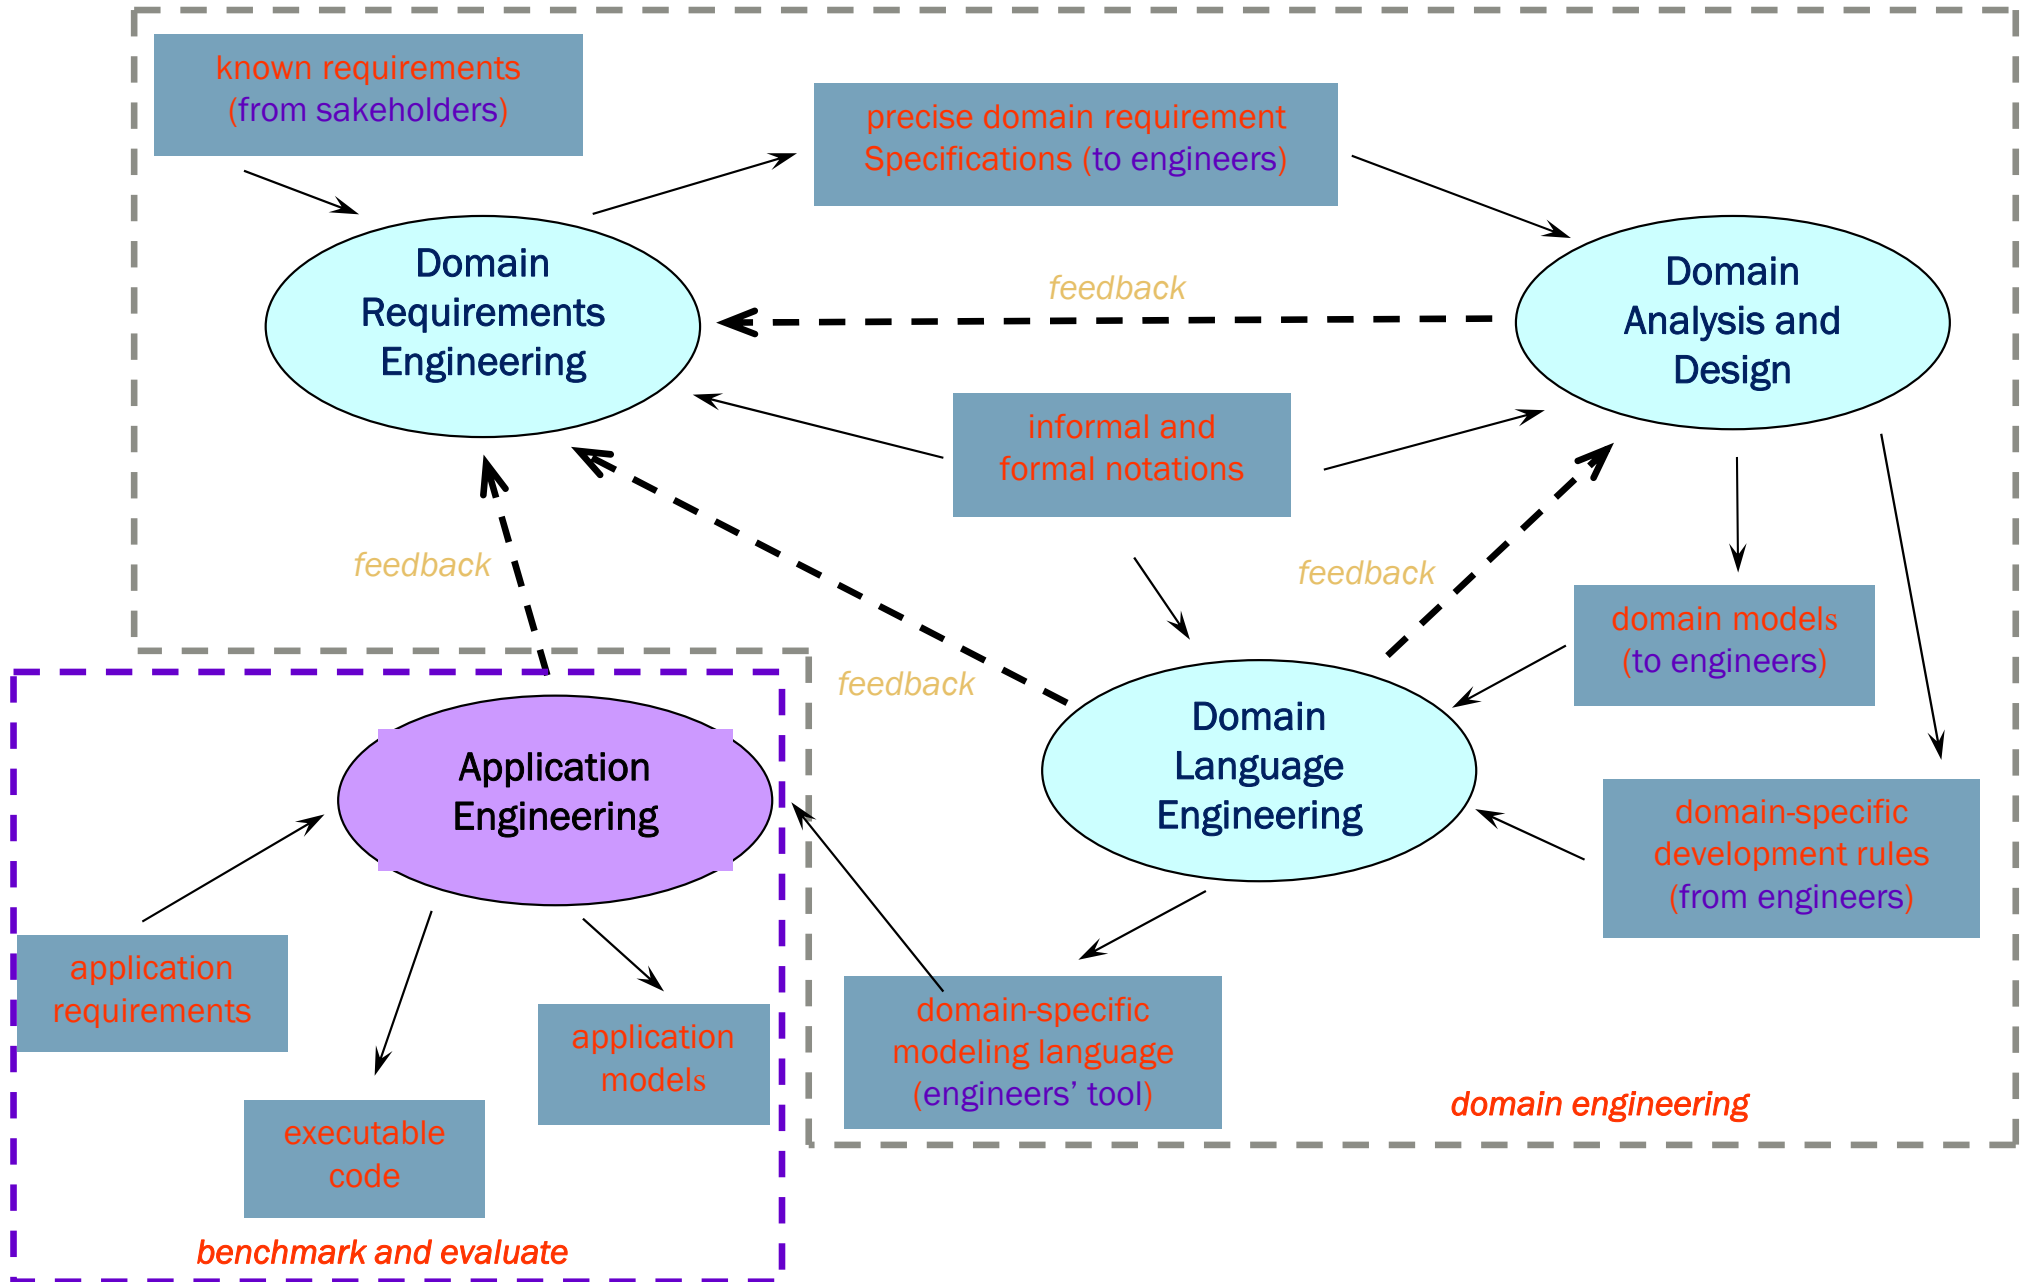 known requirements
(from sakeholders)
precise domain requirement
Specifications (to engineers)
Domain
Requirements
Engineering
feedback
Domain
Analysis and
Design
informal and
formal notations
feedback
feedback
feedback
domain models
(to engineers)
Application
Engineering
Domain
Language
Engineering
domain-specific
development rules
(from engineers)
application
requirements
application
models
executable
code
domain-specific
modeling language
(engineers’ tool)
domain engineering
benchmark and evaluate